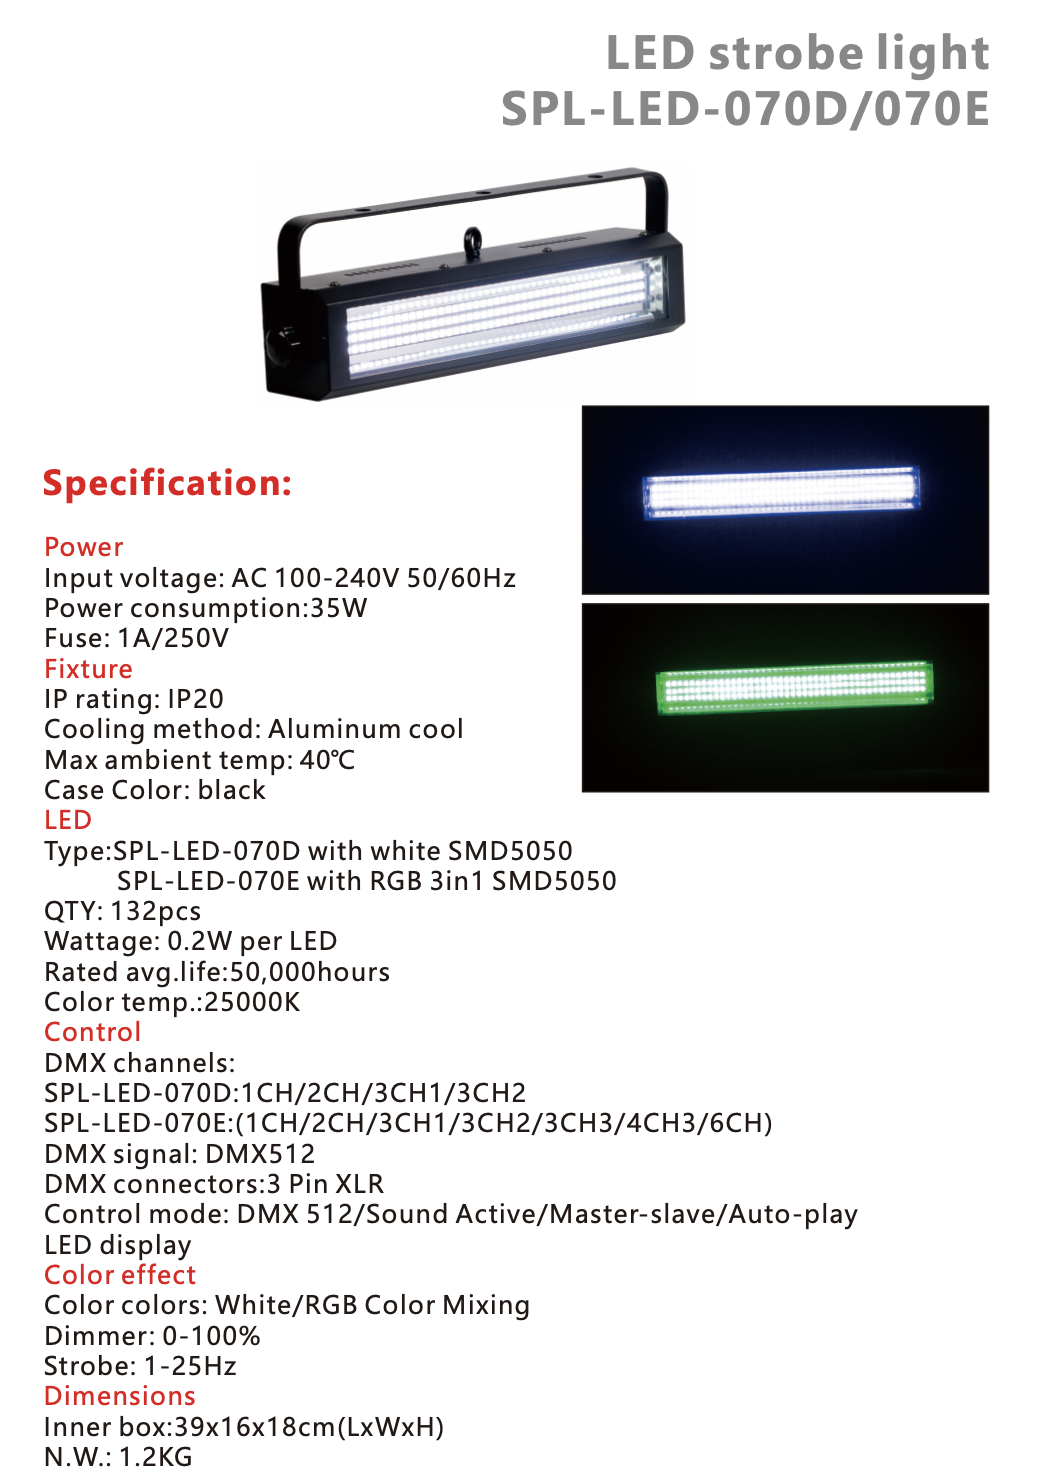 LED strobe light
SPL-LED-070D/070E
Specification:
Power
Input voltage: AC 100-240V 50/60Hz
Power consumption:35W
Fuse: 1A/250V
Fixture
IP rating: IP20
Cooling method: Aluminum cool
Max ambient temp: 40℃
Case Color: black
LED
Type:SPL-LED-070D with white SMD5050
SPL-LED-070E with RGB 3in1 SMD5050
QTY: 132pcs
Wattage: 0.2W per LED
Rated avg.life:50,000hours
Color temp.:25000K
Control
DMX channels:
SPL-LED-070D:1CH/2CH/3CH1/3CH2
SPL-LED-070E:(1CH/2CH/3CH1/3CH2/3CH3/4CH3/6CH)
DMX signal: DMX512
DMX connectors:3 Pin XLR
Control mode: DMX 512/Sound Active/Master-slave/Auto-play
LED display
Color effect
Color colors: White/RGB Color Mixing
Dimmer: 0-100%
Strobe: 1-25Hz
Dimensions
Inner box:39x16x18cm(LxWxH)
N.W.: 1.2KG